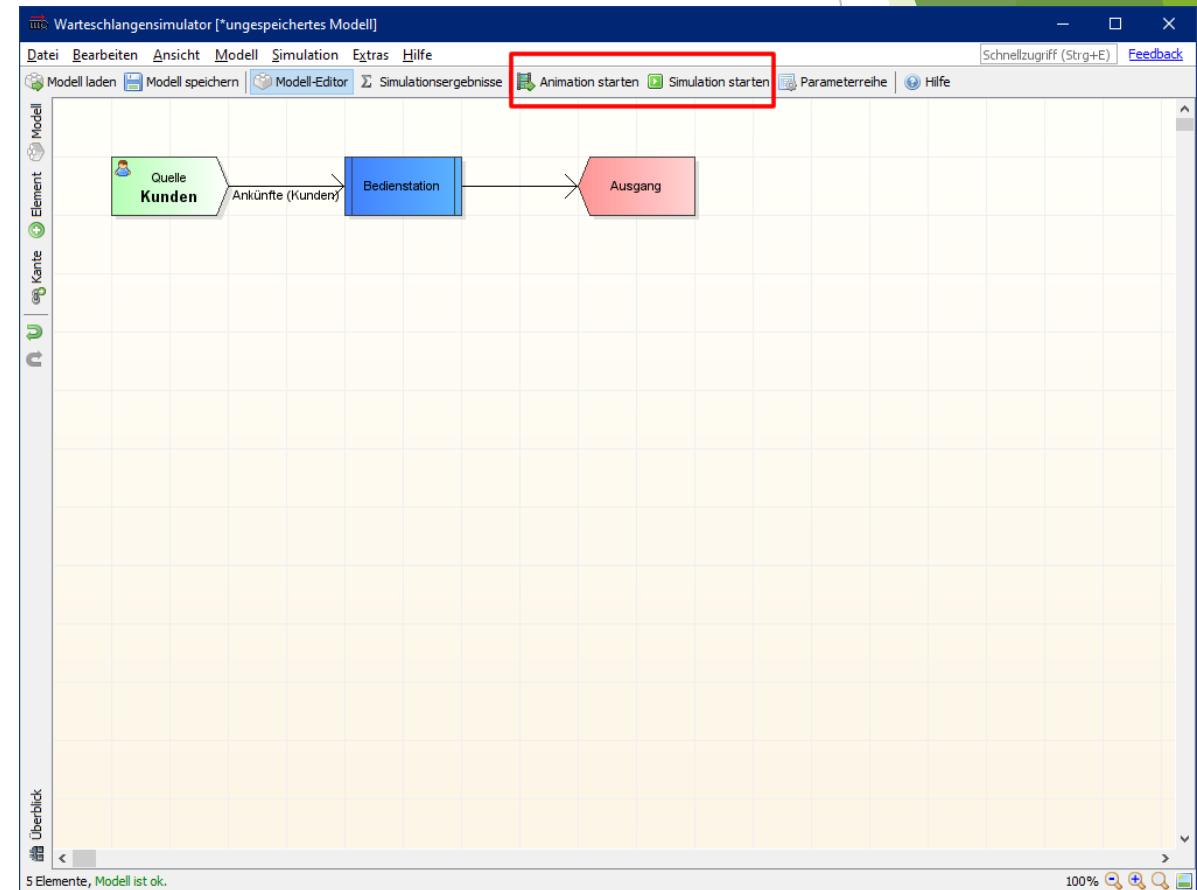 Warteschlangensimulator [*ungespeichertes Modell]
Datei Bearbeiten Ansicht Modell Simulation Extras Hilfe Schnellzugriff (Strg+E) Feedback
Modell laden Modell speichern Modell-Editor Σ Simulationsergebnisse Animation starten Simulation starten Parameterreihe Hilfe
Modell
Element
Kante
Quelle
Kunden
Ankünfte (Kunden)
Bedienstation
Ausgang
Überblick
5 Elemente, Modell ist ok. 100%